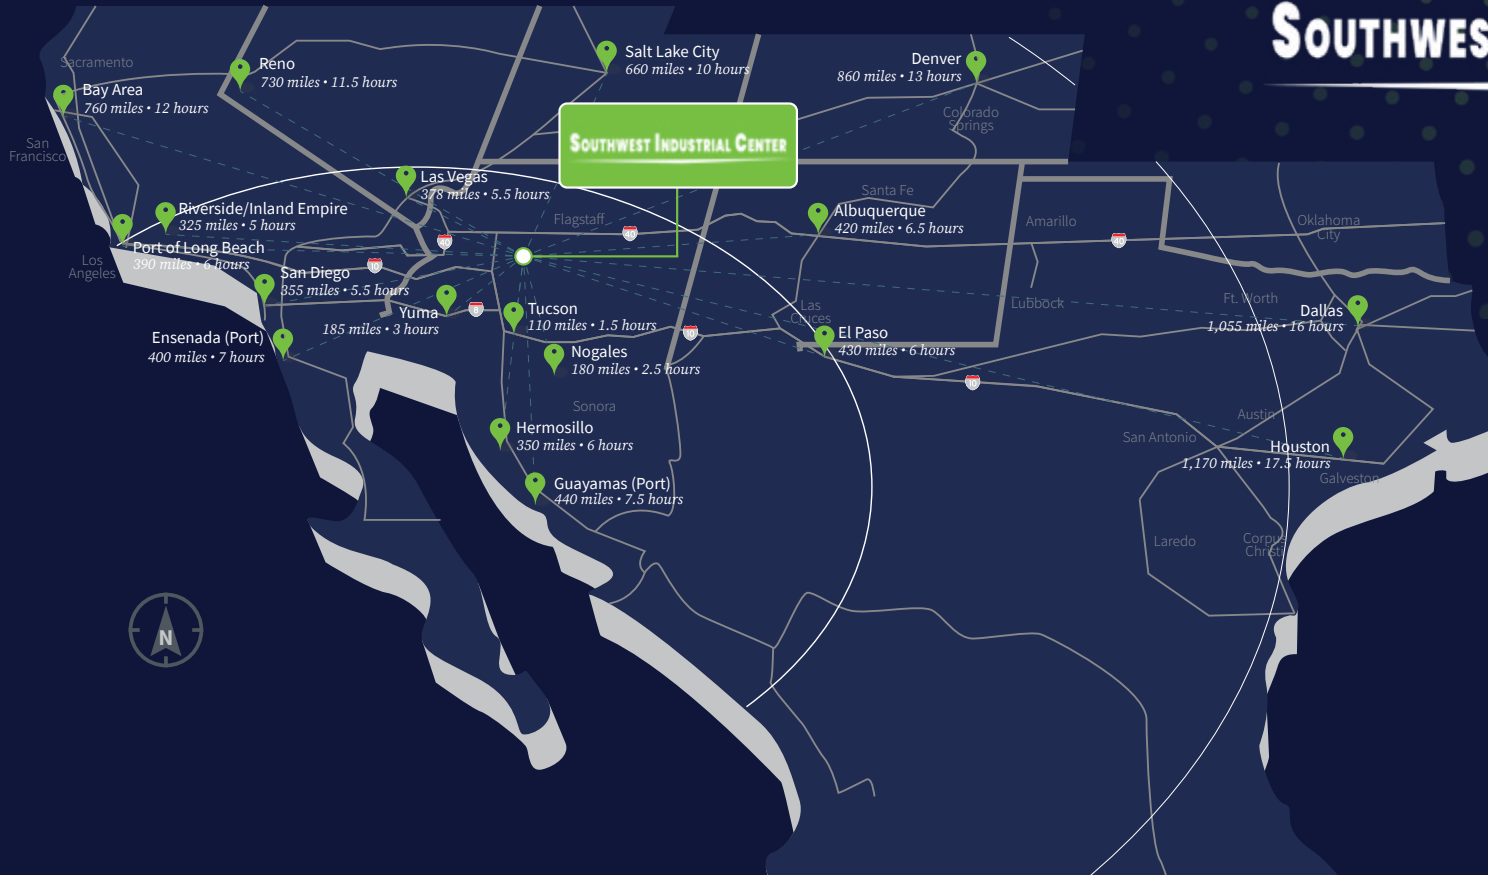 SOUTHWES
Sacramento
Reno
730 miles • 11.5 hours
Salt Lake City
660 miles • 10 hours
Denver
860 miles • 13 hours
Bay Area
760 miles • 12 hours
Colorado
Springs
SOUTHWEST INDUSTRIAL CENTER
San
Francisco
Las Vegas
378 miles • 5.5 hours
Santa Fe
Riverside/Inland Empire
325 miles • 5 hours
Flagstaff
Albuquerque
420 miles • 6.5 hours
Amarillo
Oklahoma
City
40
40
40
Port of Long Beach
390 miles • 6 hours
Los
Angeles
10
San Diego
355 miles • 5.5 hours
Yuma
185 miles • 3 hours
8
Tucson
110 miles • 1.5 hours
10
Las
Cruces
Lubbock
Ft. Worth
Dallas
1,055 miles • 16 hours
Ensenada (Port)
400 miles • 7 hours
El Paso
430 miles • 6 hours
Nogales
180 miles • 2.5 hours
10
Sonora
Austin
Hermosillo
350 miles • 6 hours
San Antonio
Houston
1,170 miles • 17.5 hours
Galveston
Guayamas (Port)
440 miles • 7.5 hours
Laredo
Corpus
Christi
N